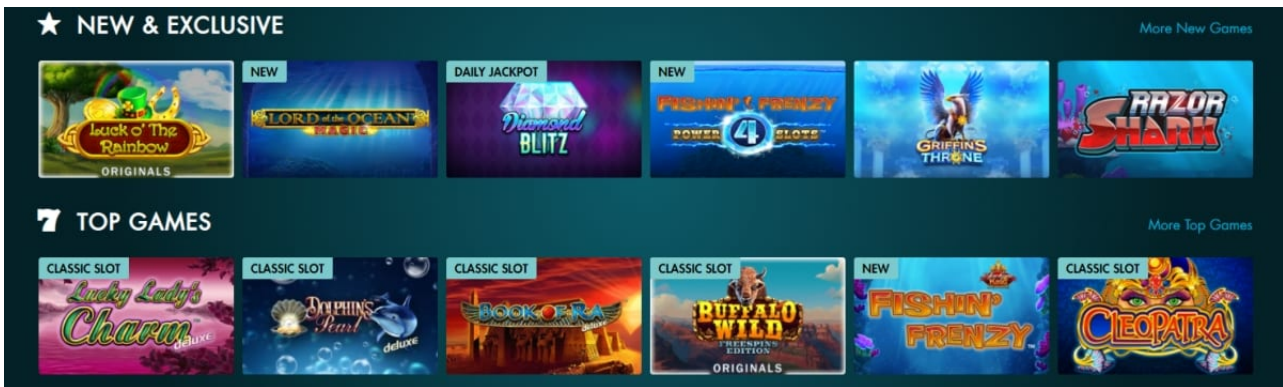 NEW & EXCLUSIVE
More New Games
Luck o' The
Rainbow
ORIGINALS
NEW
LORD of the OCEAN
MAGIC
DAILY JACKPOT
Diamond
BLITZ
NEW
FISHIN' FRENZY
POWER 4 SLOTS
GRIFFIN'S
THRONE
RAZOR
SHARK
7 TOP GAMES
More Top Games
CLASSIC SLOT
Lucky Lady's
Charm
deluxe
CLASSIC SLOT
DOLPHIN'S
Pearl
deluxe
CLASSIC SLOT
BOOK OF RA
deluxe
CLASSIC SLOT
BUFFALO
WILD
FREESPINS
EDITION
ORIGINALS
NEW
FISHIN'
FRENZY
CLASSIC SLOT
CLEOPATRA